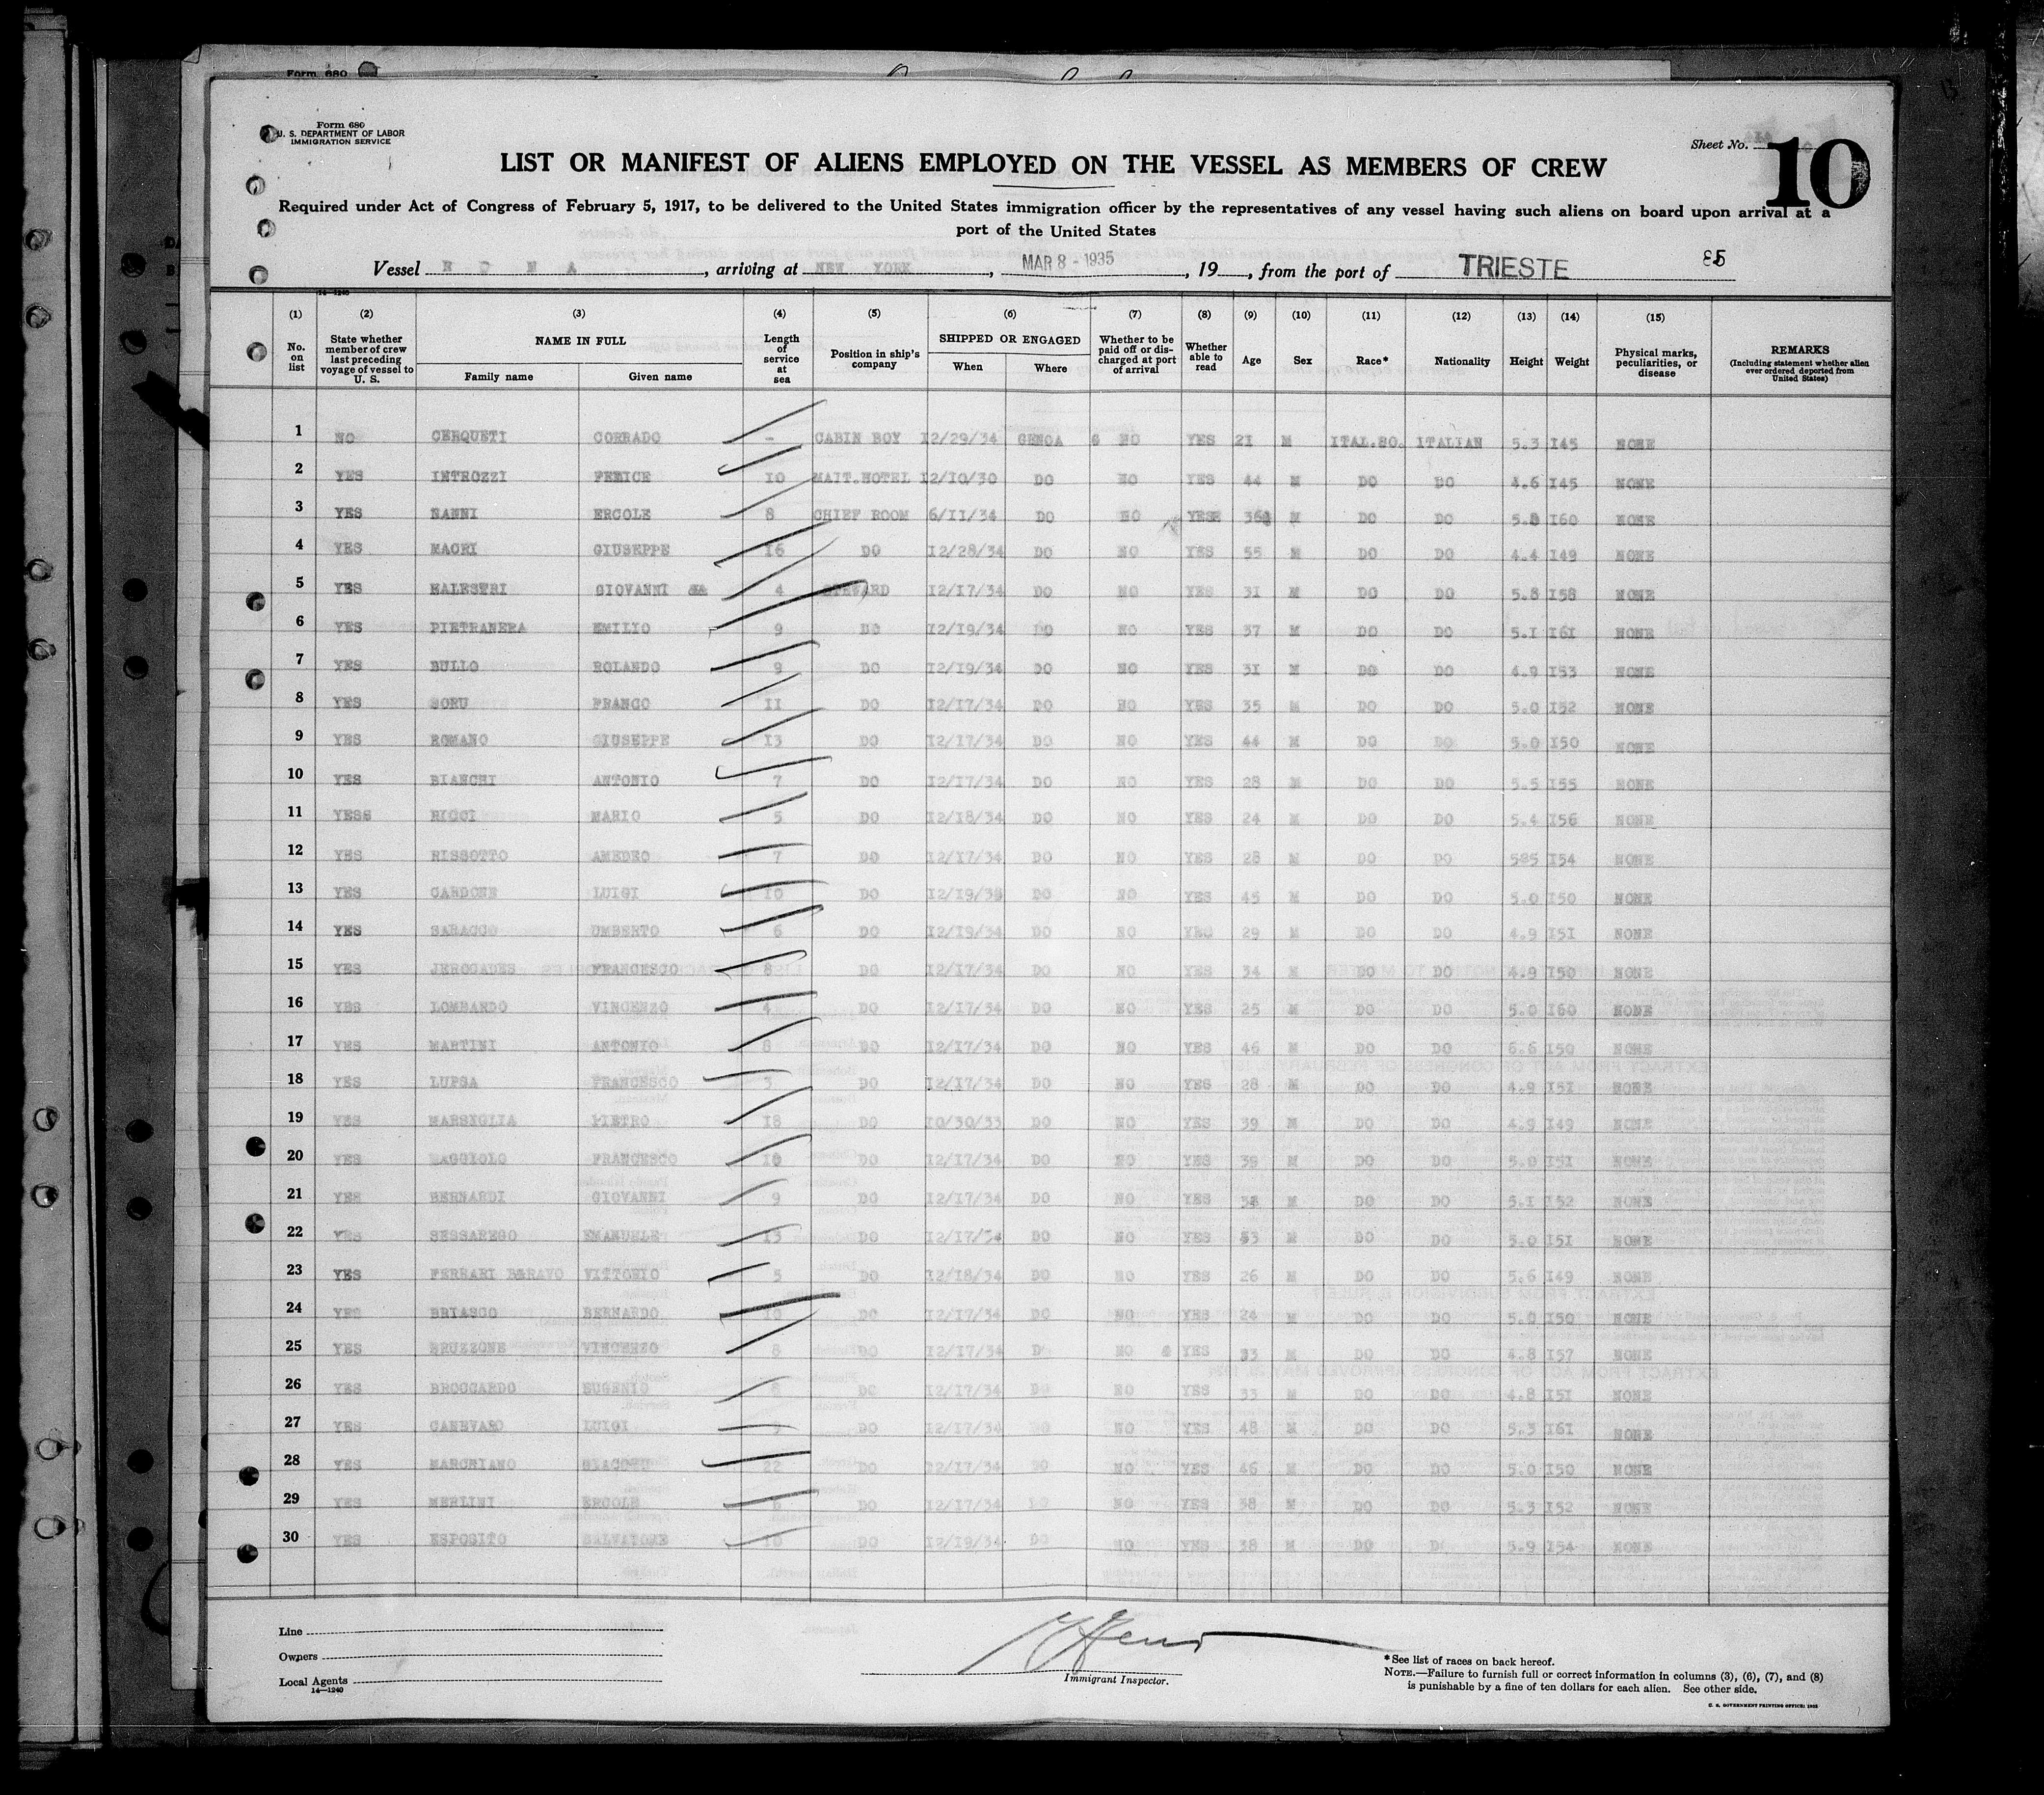 Form 680
Form 680
U. S. DEPARTMENT OF LABOR
IMMIGRATION SERVICE
Sheet No. 10
LIST OR MANIFEST OF ALIENS EMPLOYED ON THE VESSEL AS MEMBERS OF CREW
Required under Act of Congress of February 5, 1917, to be delivered to the United States immigration officer by the representatives of any vessel having such aliens on board upon arrival at a
port of the United States
85
Vessel , arriving at NEW YORK , MAR 8 - 1935 , 19 , from the port of TRIESTE
14-1240
(1) (2) (3) (4) (5) (6) (7) (8) (9) (10) (11) (12) (13) (14) (15)
No. on list State whether member of crew last preceding voyage of vessel to U. S. NAME IN FULL Family name Given name Length of service at sea Position in ship's company SHIPPED OR ENGAGED When Where Whether to be paid off or discharged at port of arrival Whether able to read Age Sex Race* Nationality Height Weight Physical marks, peculiarities, or disease REMARKS (Including statement whether alien ever ordered deported from United States)
1 NO CERQUETI CORRADO - CABIN BOY 12/29/34 GENOA NO YES 21 M ITAL.SO. ITALIAN 5.3 145 NONE
2 YES INTROZZI FELICE 10 MAIT.HOTEL 12/10/30 DO NO YES 44 M DO DO 4.6 145 NONE
3 YES NANNI ERCOLE 8 CHIEF ROOM 6/11/34 DO NO YES 36 M DO DO 5.8 160 NONE
4 YES MACRI GIUSEPPE 16 DO 12/28/34 DO NO YES 55 M DO DO 4.4 149 NONE
5 YES BALESTRI GIOVANNI 4 STEWARD 12/17/34 DO NO YES 31 M DO DO 5.8 158 NONE
6 YES PIETRANERA EMILIO 9 DO 12/19/34 DO NO YES 37 M DO DO 5.1 161 NONE
7 YES BULLO ROLANDO 9 DO 12/19/34 DO NO YES 31 M DO DO 4.9 153 NONE
8 YES SORU FRANCO 11 DO 12/17/34 DO NO YES 35 M DO DO 5.0 152 NONE
9 YES ROMANO GIUSEPPE 13 DO 12/17/34 DO NO YES 44 M DO DO 5.0 150 NONE
10 YES BIANCHI ANTONIO 7 DO 12/17/34 DO NO YES 28 M DO DO 5.5 155 NONE
11 YESS RICCI MARIO 5 DO 12/18/34 DO NO YES 24 M DO DO 5.4 156 NONE
12 YES RISSOTTO AMEDEO 7 DO 12/17/34 DO NO YES 28 M DO DO 5.5 154 NONE
13 YES CARDONE LUIGI 10 DO DO NO YES 45 M DO DO 5.0 150 NONE
14 YES SARACCO UMBERTO 6 DO 12/19/34 DO NO YES 29 M DO DO 4.9 151 NONE
15 YES FRANCESCO 8 DO 12/17/34 DO NO YES 34 M DO DO 4.9 150 NONE
16 YES LOMBARDO VINCENZO 4 DO 12/17/34 DO NO YES 25 M DO DO 5.0 160 NONE
17 YES MARTINI ANTONIO 8 DO 12/17/34 DO NO YES 46 M DO DO 6.6 150 NONE
18 YES LUPSA FRANCESCO 3 DO 12/17/34 DO NO YES 28 M DO DO 4.9 151 NONE
19 YES MARSIGLIA PIETRO 18 DO 10/30/33 DO NO YES 39 M DO DO 4.9 149 NONE
20 YES MAGGIOLO FRANCESCO 10 DO 12/17/34 DO NO YES 39 M DO DO 5.0 151 NONE
21 YES BERNARDI GIOVANNI 9 DO 12/17/34 DO NO YES M DO DO 5.1 152 NONE
22 YES SESSAREGO EMANUELE 13 DO 12/17/34 DO NO YES M DO DO 5.0 151 NONE
23 YES FERRARI BERAVO VITTORIO 5 DO 12/18/34 DO NO YES 26 M DO DO 5.6 149 NONE
24 YES BRIASCO BERNARDO DO 12/17/34 DO NO YES 24 M DO DO 5.0 150 NONE
25 YES BRUZZONE VINCENZO 8 DO 12/17/34 NO YES 33 M DO DO 4.8 157 NONE
26 YES BROCCARDO EUGENIO DO 12/17/34 DO NO YES 33 M DO DO 4.8 151 NONE
27 YES CANEVARO LUIGI DO 12/17/34 DO NO YES 48 M DO DO 5.3 161 NONE
28 YES MARCHIANO GIACOMO 22 DO 12/17/34 DO NO YES 46 M DO DO 5.0 150 NONE
29 YES MERLINI ERCOLE 6 DO 12/17/34 NO YES 38 M DO DO 5.3 152 NONE
30 YES ESPOSITO SALVATORE DO 12/19/34 DO NO YES 38 M DO 5.9 154 NONE
Line
Owners
Local Agents
14-1240
Immigrant Inspector.
*See list of races on back hereof.
NOTE.—Failure to furnish full or correct information in columns (3), (6), (7), and (8)
is punishable by a fine of ten dollars for each alien. See other side.
U. S. GOVERNMENT PRINTING OFFICE: